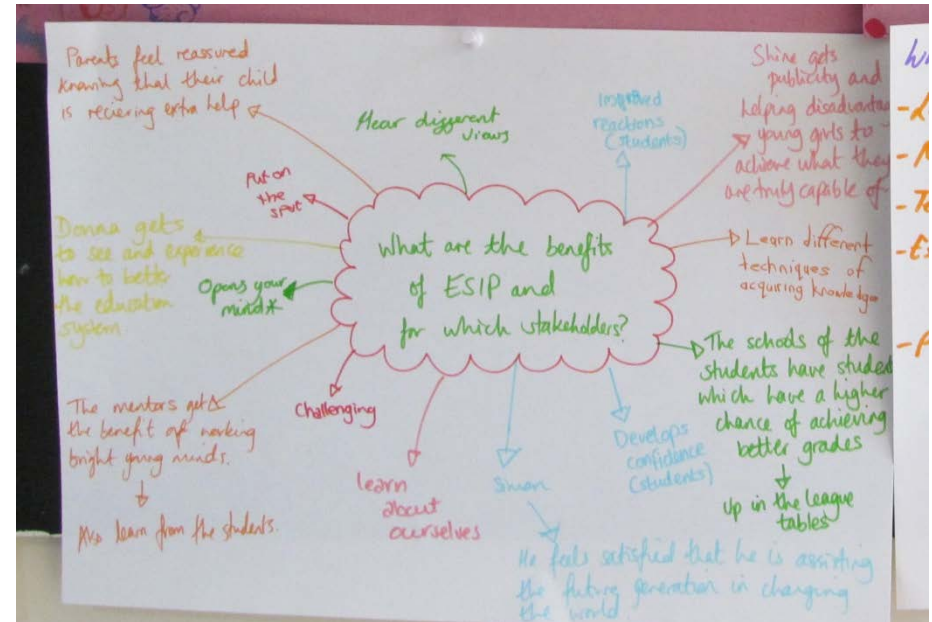 Parents feel reassured
knowing that their child
is recieving extra help
Hear different
views
Improved
reactions
(students)
Shine gets
publicity and
helping disadvantag
young girls to
achieve what they
are truly capable of
Put on
the
spot
Donna gets
to see and experience
how to better
the education
system
Opens your
mind*
What are the benefits
of ESIP and
for which stakeholders?
Learn different
techniques of
acquiring knowledge
The schools of the
students have studen
which have a higher
chance of achieving
better grades
Up in the league
tables
The mentors get
the benefit of working
bright young minds.
Also learn from the students.
Challenging
learn
about
ourselves
Develops
confidence
(students)
He feels satisfied that he is assisting
the future generation in changing
the world.